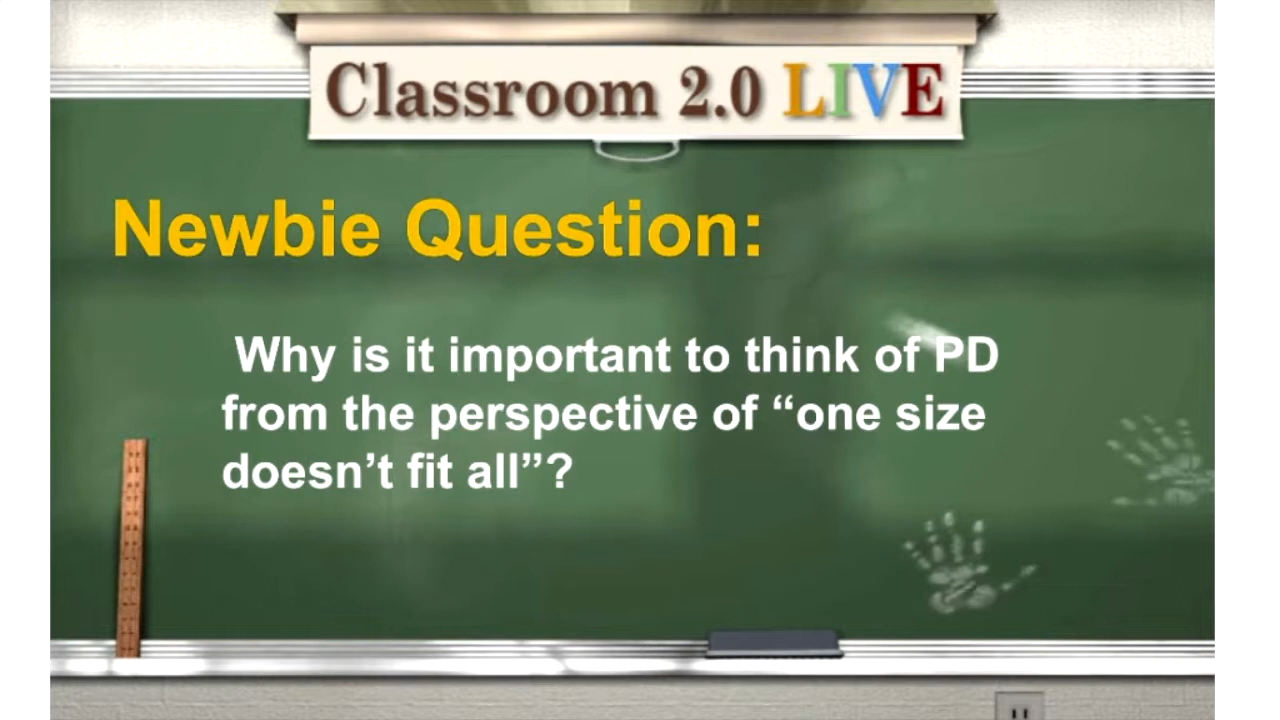 Classroom 2.0 LIVE
Newbie Question:
Why is it important to think of PD
from the perspective of “one size
doesn’t fit all”?